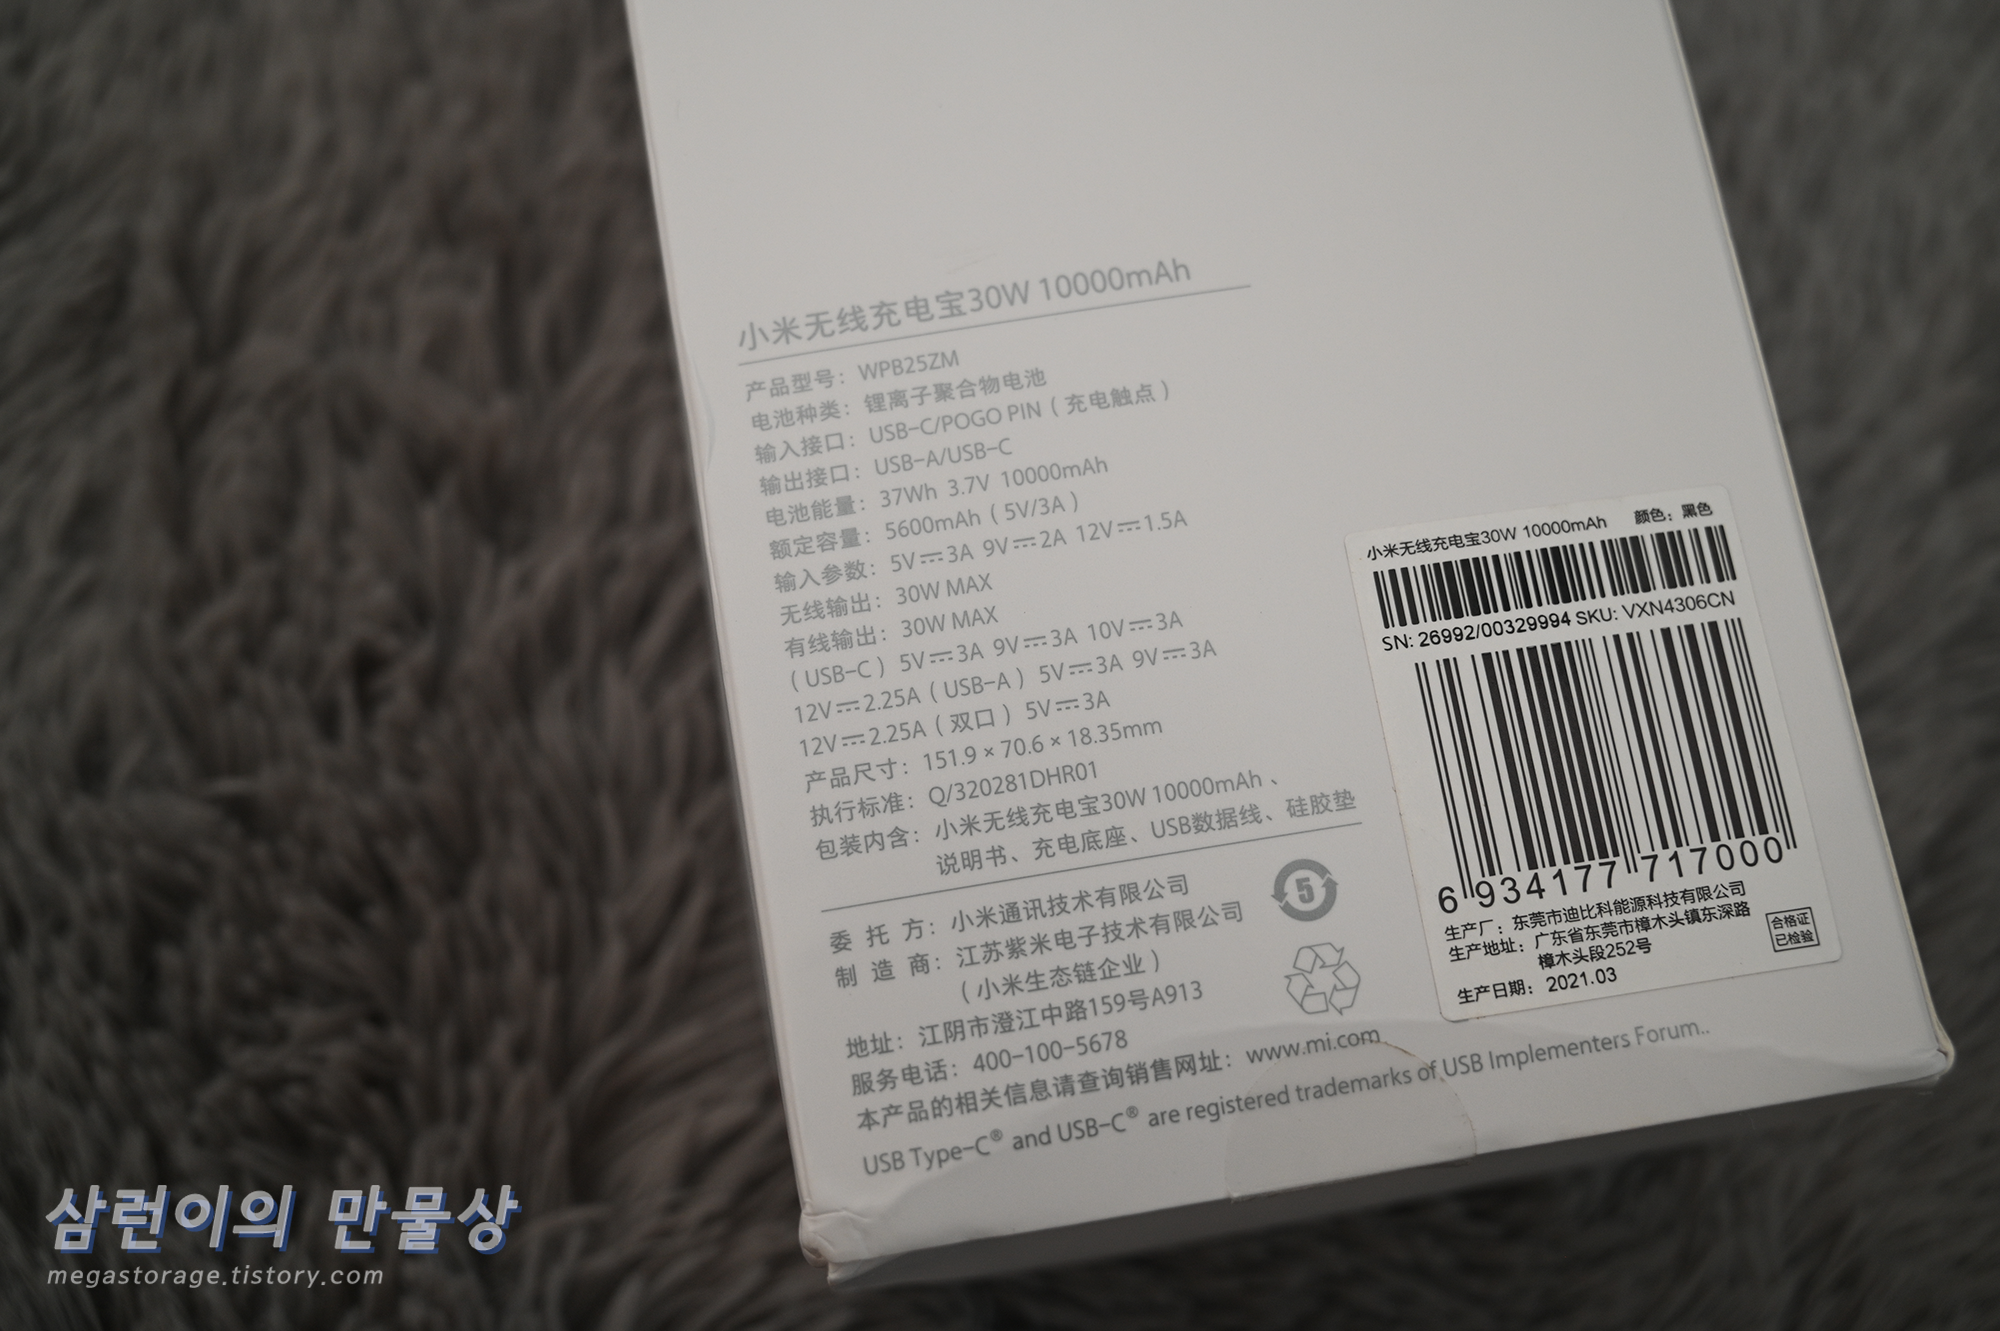 小米无线充电宝30W 10000mAh
产品型号：WPB25ZM
电池种类：锂离子聚合物电池
输入接口：USB-C/POGO PIN（充电触点）
输出接口：USB-A/USB-C
电池能量：37Wh 3.7V 10000mAh
额定容量：5600mAh（5V/3A）
输入参数：5V⎓3A 9V⎓2A 12V⎓1.5A
无线输出：30W MAX
有线输出：30W MAX
（USB-C）5V⎓3A 9V⎓3A 10V⎓3A
12V⎓2.25A（USB-A）5V⎓3A 9V⎓3A
12V⎓2.25A（双口）5V⎓3A
产品尺寸：151.9 × 70.6 × 18.35mm
执行标准：Q/320281DHR01
包装内含：小米无线充电宝30W 10000mAh、
说明书、充电底座、USB数据线、硅胶垫
委 托 方：小米通讯技术有限公司
制 造 商：江苏紫米电子技术有限公司
（小米生态链企业）
地址：江阴市澄江中路159号A913
服务电话：400-100-5678
本产品的相关信息请查询销售网址：www.mi.com
USB Type-C® and USB-C® are registered trademarks of USB Implementers Forum..
5
小米无线充电宝30W 10000mAh 颜色：黑色
SN: 26992/00329994 SKU: VXN4306CN
6 934177 717000
生产厂：东莞市迪比科能源科技有限公司
生产地址：广东省东莞市樟木头镇东深路
樟木头段252号
生产日期：2021.03
合格证
已检验
삼런이의 만물상
megastorage.tistory.com